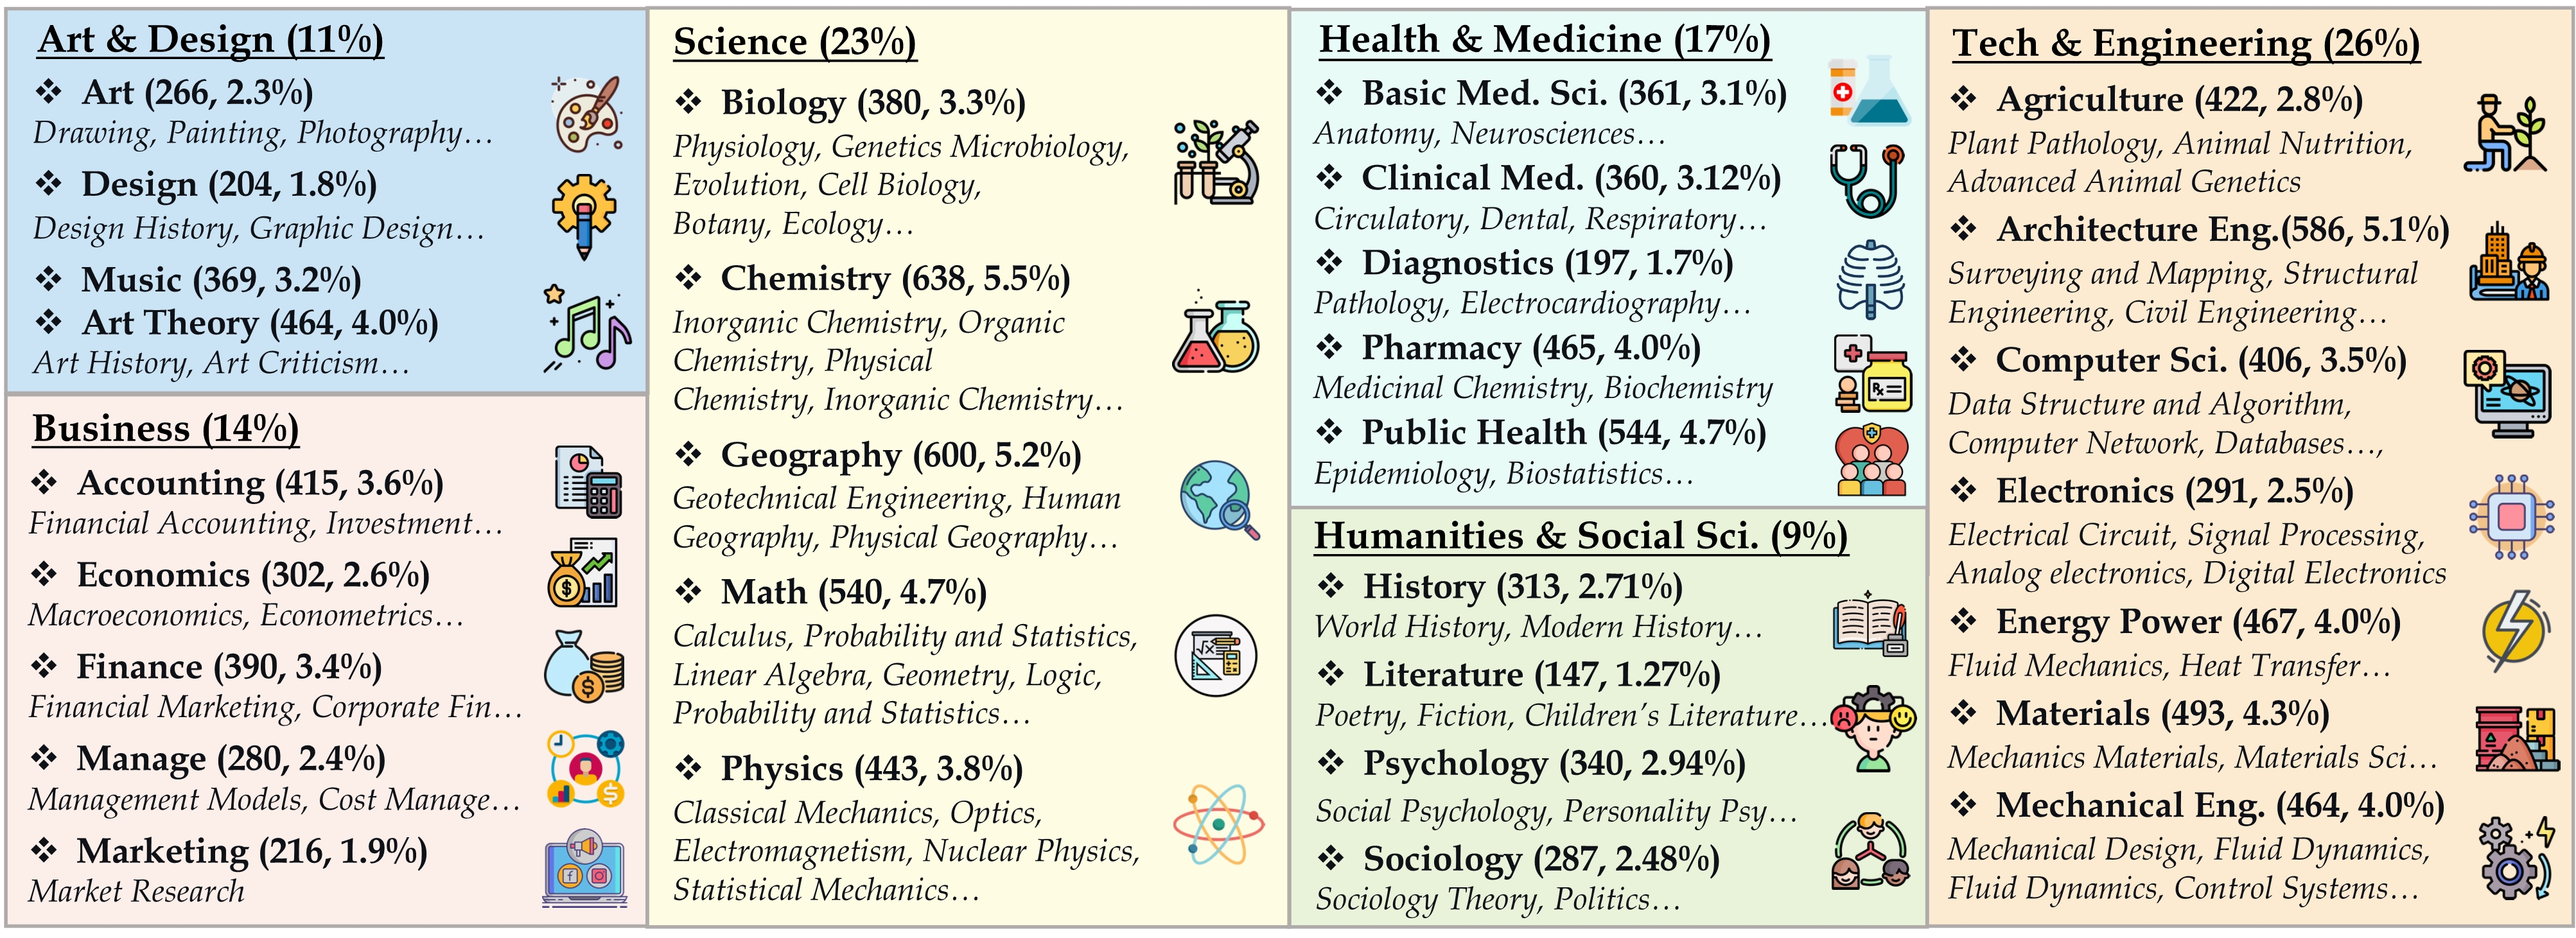 Art & Design (11%)
❖ Art (266, 2.3%)
Drawing, Painting, Photography…
❖ Design (204, 1.8%)
Design History, Graphic Design…
❖ Music (369, 3.2%)
❖ Art Theory (464, 4.0%)
Art History, Art Criticism…
Business (14%)
❖ Accounting (415, 3.6%)
Financial Accounting, Investment…
❖ Economics (302, 2.6%)
Macroeconomics, Econometrics…
❖ Finance (390, 3.4%)
Financial Marketing, Corporate Fin…
❖ Manage (280, 2.4%)
Management Models, Cost Manage…
❖ Marketing (216, 1.9%)
Market Research
Science (23%)
❖ Biology (380, 3.3%)
Physiology, Genetics Microbiology,
Evolution, Cell Biology,
Botany, Ecology…
❖ Chemistry (638, 5.5%)
Inorganic Chemistry, Organic
Chemistry, Physical
Chemistry, Inorganic Chemistry…
❖ Geography (600, 5.2%)
Geotechnical Engineering, Human
Geography, Physical Geography…
❖ Math (540, 4.7%)
Calculus, Probability and Statistics,
Linear Algebra, Geometry, Logic,
Probability and Statistics…
❖ Physics (443, 3.8%)
Classical Mechanics, Optics,
Electromagnetism, Nuclear Physics,
Statistical Mechanics…
Health & Medicine (17%)
❖ Basic Med. Sci. (361, 3.1%)
Anatomy, Neurosciences…
❖ Clinical Med. (360, 3.12%)
Circulatory, Dental, Respiratory…
❖ Diagnostics (197, 1.7%)
Pathology, Electrocardiography…
❖ Pharmacy (465, 4.0%)
Medicinal Chemistry, Biochemistry
❖ Public Health (544, 4.7%)
Epidemiology, Biostatistics…
Humanities & Social Sci. (9%)
❖ History (313, 2.71%)
World History, Modern History…
❖ Literature (147, 1.27%)
Poetry, Fiction, Children’s Literature…
❖ Psychology (340, 2.94%)
Social Psychology, Personality Psy…
❖ Sociology (287, 2.48%)
Sociology Theory, Politics…
Tech & Engineering (26%)
❖ Agriculture (422, 2.8%)
Plant Pathology, Animal Nutrition,
Advanced Animal Genetics
❖ Architecture Eng.(586, 5.1%)
Surveying and Mapping, Structural
Engineering, Civil Engineering…
❖ Computer Sci. (406, 3.5%)
Data Structure and Algorithm,
Computer Network, Databases…,
❖ Electronics (291, 2.5%)
Electrical Circuit, Signal Processing,
Analog electronics, Digital Electronics
❖ Energy Power (467, 4.0%)
Fluid Mechanics, Heat Transfer…
❖ Materials (493, 4.3%)
Mechanics Materials, Materials Sci…
❖ Mechanical Eng. (464, 4.0%)
Mechanical Design, Fluid Dynamics,
Fluid Dynamics, Control Systems…